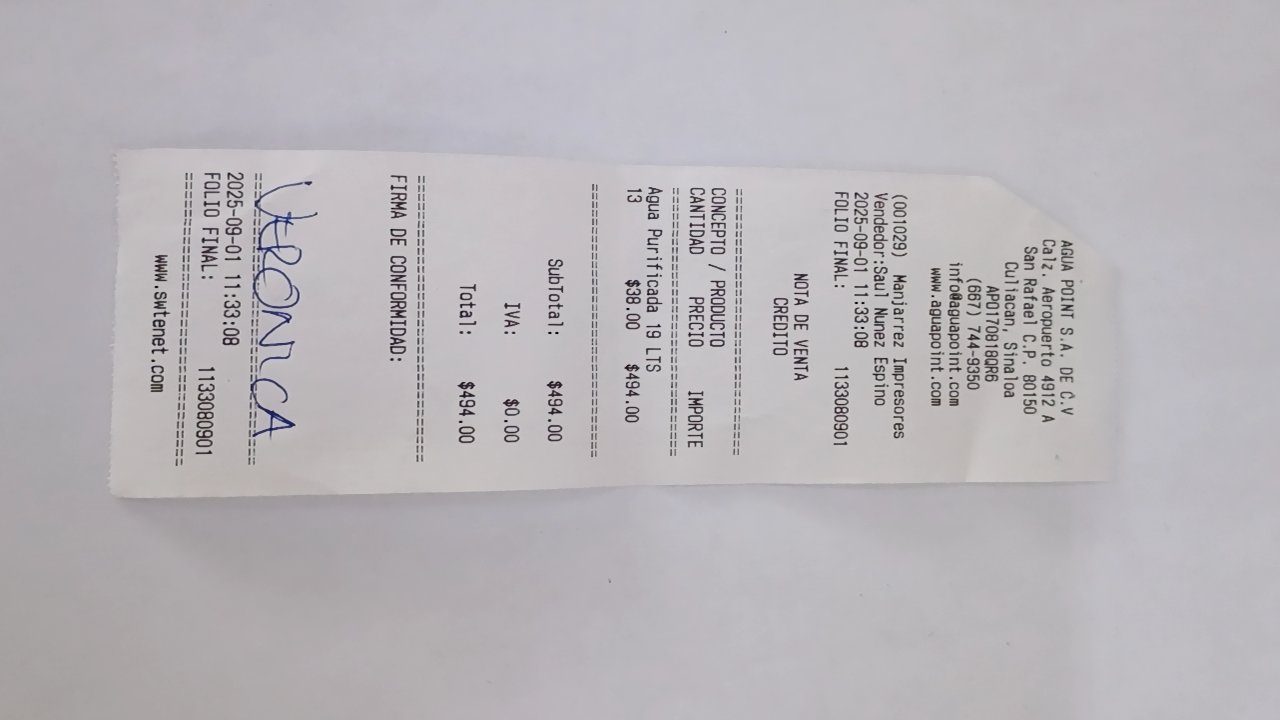 AGUA POINT S.A. DE C.V
Calz. Aeropuerto 4912 A
San Rafael C.P. 80150
Culiacan, Sinaloa
APO170818QR6
(667) 744-9350
info@aguapoint.com
www.aguapoint.com
(001029) Manjarrez Impresores
Vendedor:Saul Nunez Espino
2025-09-01 11:33:08
FOLIO FINAL: 1133080901
NOTA DE VENTA
CREDITO
===================================
CONCEPTO / PRODUCTO
CANTIDAD PRECIO IMPORTE
===================================
Agua Purificada 19 LTS
13 $38.00 $494.00
===================================
SubTotal: $494.00
IVA: $0.00
Total: $494.00
===================================
FIRMA DE CONFORMIDAD:
VERONICA
===================================
2025-09-01 11:33:08
FOLIO FINAL: 1133080901
===================================
www.swtenet.com